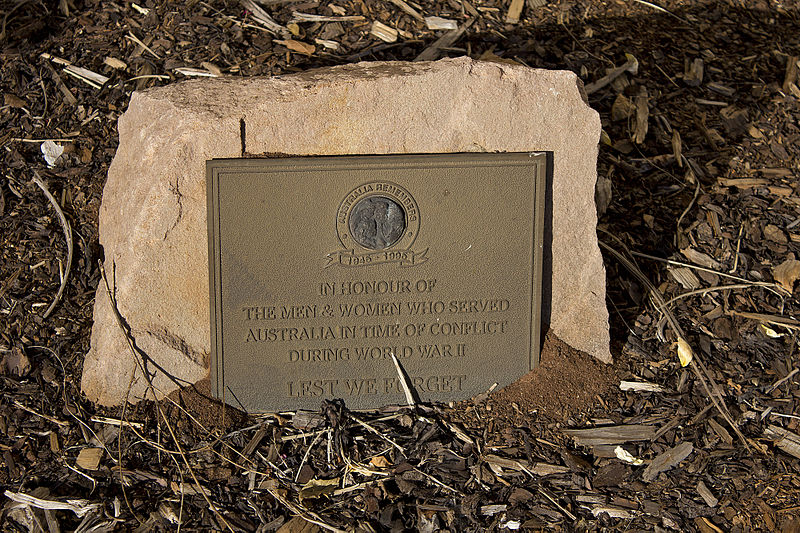 AUSTRALIA REMEMBERS
1945 - 1995
IN HONOUR OF
THE MEN & WOMEN WHO SERVED
AUSTRALIA IN TIME OF CONFLICT
DURING WORLD WAR II
LEST WE FORGET